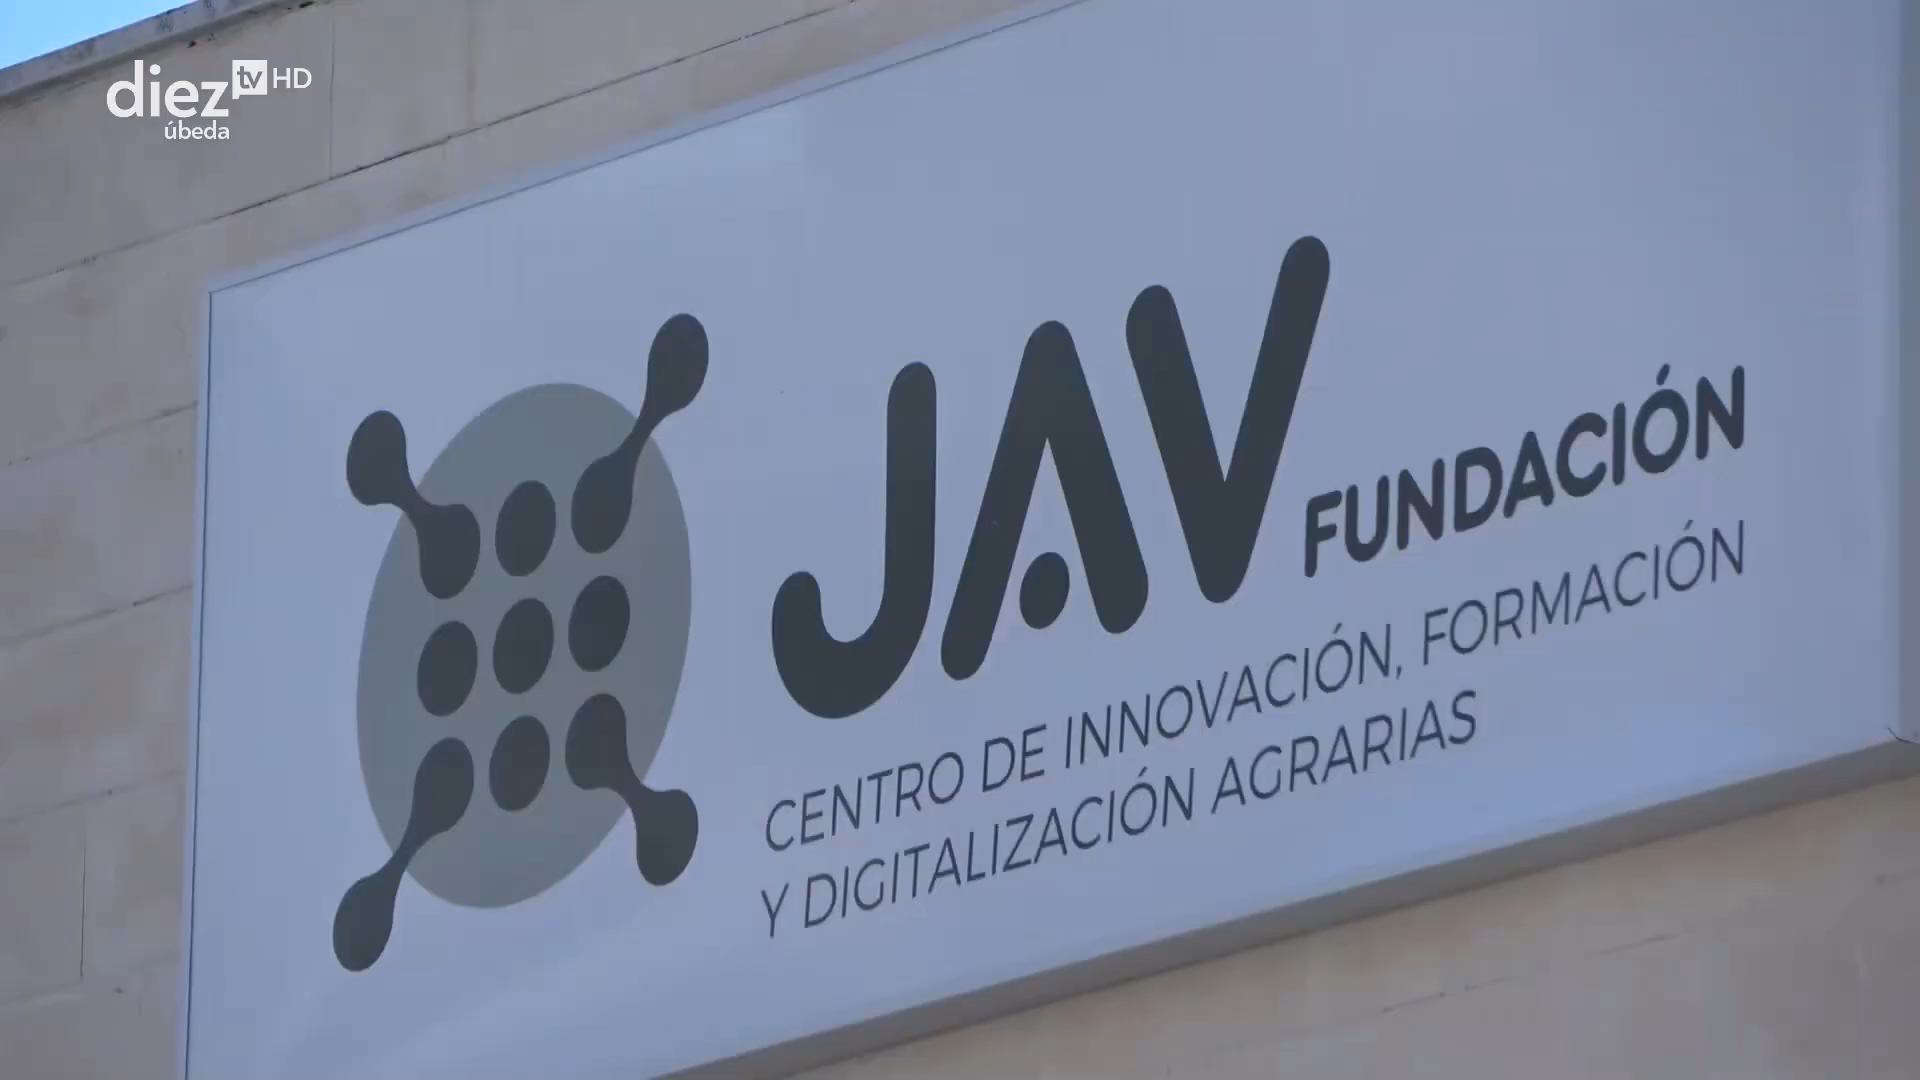 diez tv HD
úbeda
JAV FUNDACIÓN
CENTRO DE INNOVACIÓN, FORMACIÓN
Y DIGITALIZACIÓN AGRARIAS